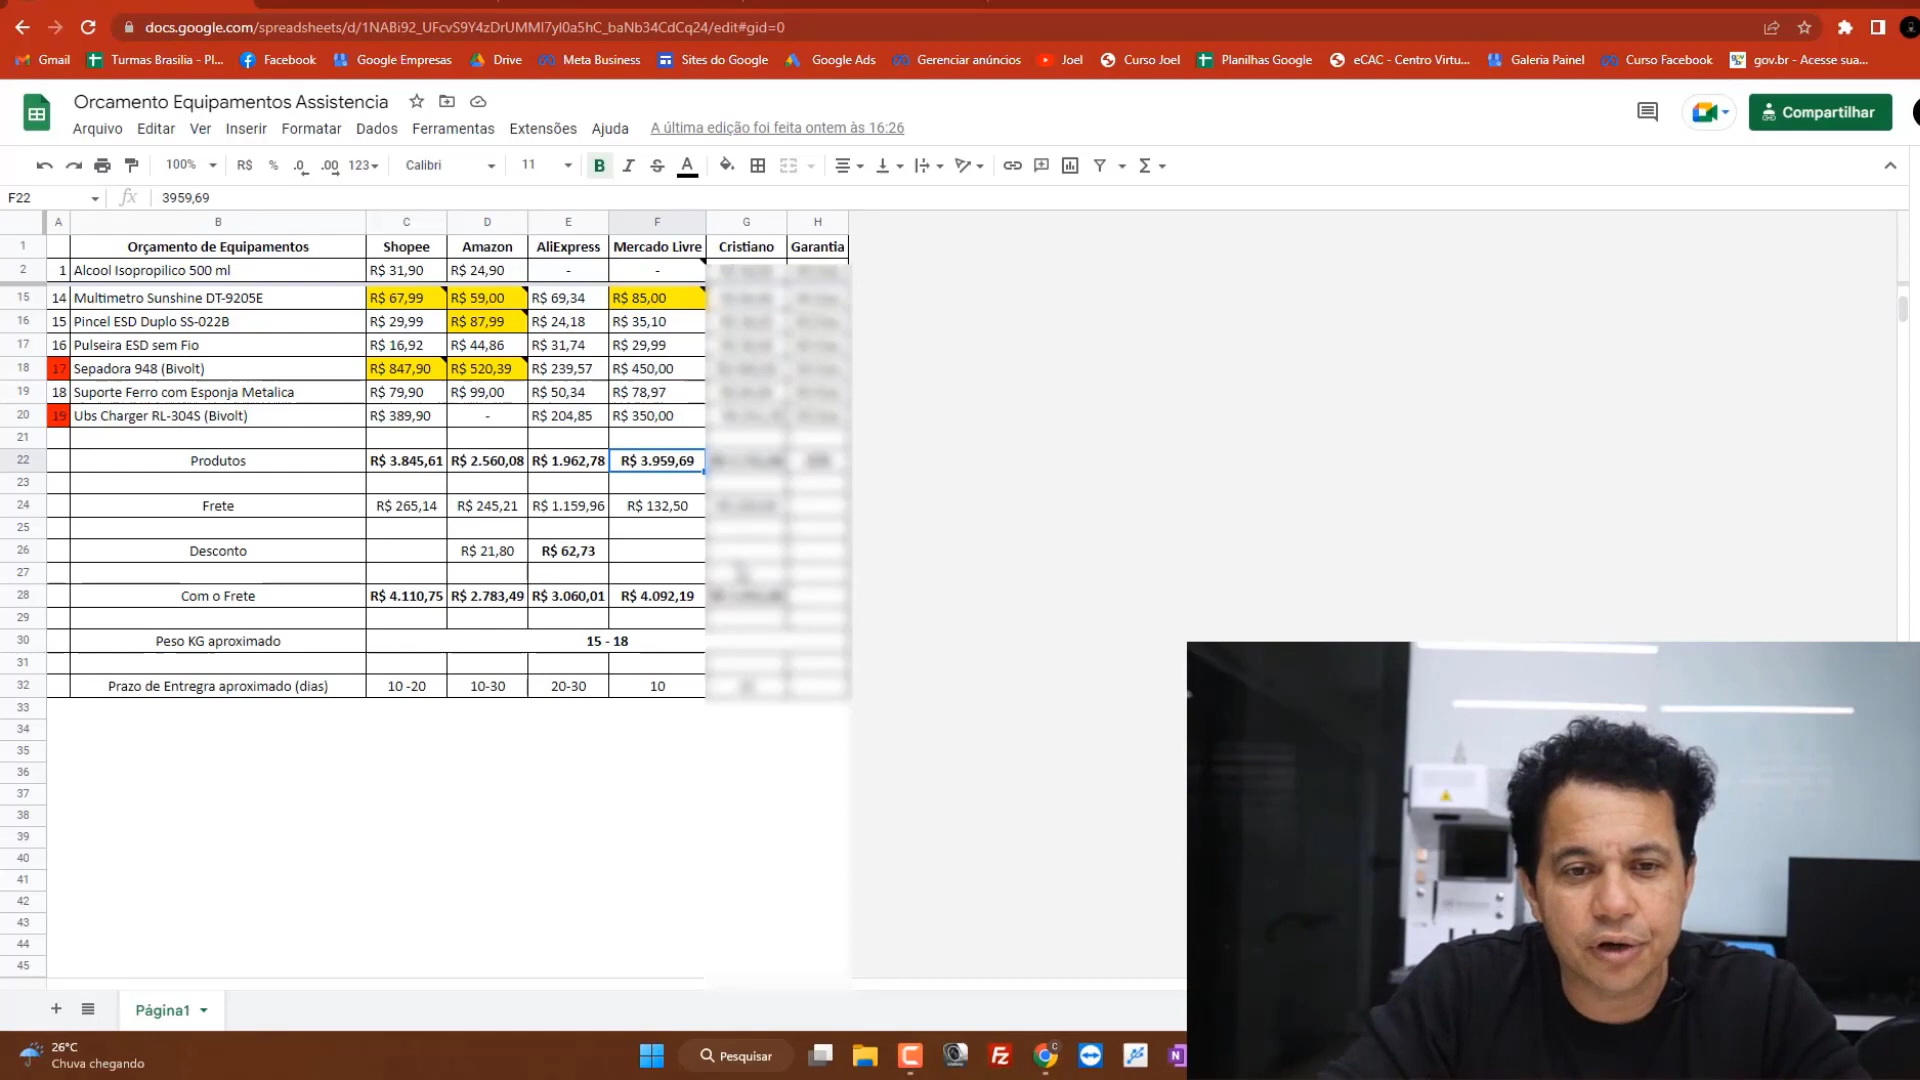 docs.google.com/spreadsheets/d/1NABi92_UFcvS9Y4zDrUMMI7yI0a5hC_baNb34CdCq24/edit#gid=0
Gmail Turmas Brasilia - Pl... Facebook Google Empresas Drive Meta Business Sites do Google Google Ads Gerenciar anúncios Joel Curso Joel Planilhas Google eCAC - Centro Virtu... Galeria Painel Curso Facebook gov.br - Acesse sua...
Orcamento Equipamentos Assistencia
Compartilhar
Arquivo Editar Ver Inserir Formatar Dados Ferramentas Extensões Ajuda A última edição foi feita ontem às 16:26
100% R$ % .0 .00 123 Calibri 11 B I S A Σ
F22 fx 3959,69
A B C D E F G H
1 Orçamento de Equipamentos Shopee Amazon AliExpress Mercado Livre Cristiano Garantia
2 1 Alcool Isopropilico 500 ml R$ 31,90 R$ 24,90 - -
15 14 Multimetro Sunshine DT-9205E R$ 67,99 R$ 59,00 R$ 69,34 R$ 85,00
16 15 Pincel ESD Duplo SS-022B R$ 29,99 R$ 87,99 R$ 24,18 R$ 35,10
17 16 Pulseira ESD sem Fio R$ 16,92 R$ 44,86 R$ 31,74 R$ 29,99
18 17 Sepadora 948 (Bivolt) R$ 847,90 R$ 520,39 R$ 239,57 R$ 450,00
19 18 Suporte Ferro com Esponja Metalica R$ 79,90 R$ 99,00 R$ 50,34 R$ 78,97
20 19 Ubs Charger RL-304S (Bivolt) R$ 389,90 - R$ 204,85 R$ 350,00
21
22 Produtos R$ 3.845,61 R$ 2.560,08 R$ 1.962,78 R$ 3.959,69
23
24 Frete R$ 265,14 R$ 245,21 R$ 1.159,96 R$ 132,50
25
26 Desconto R$ 21,80 R$ 62,73
27
28 Com o Frete R$ 4.110,75 R$ 2.783,49 R$ 3.060,01 R$ 4.092,19
29
30 Peso KG aproximado 15 - 18
31
32 Prazo de Entregra aproximado (dias) 10 -20 10-30 20-30 10
33
34
35
36
37
38
39
40
41
42
43
44
45
Página1
26°C
Chuva chegando
Pesquisar